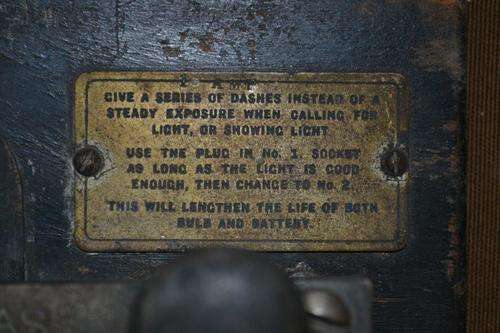 GIVE A SERIES OF DASHES INSTEAD OF A
STEADY EXPOSURE WHEN CALLING FOR
LIGHT, OR SHOWING LIGHT
USE THE PLUG IN No. 1. SOCKET
AS LONG AS THE LIGHT IS GOOD
ENOUGH, THEN CHANGE TO No. 2.
THIS WILL LENGTHEN THE LIFE OF BOTH
BULB AND BATTERY.
AS